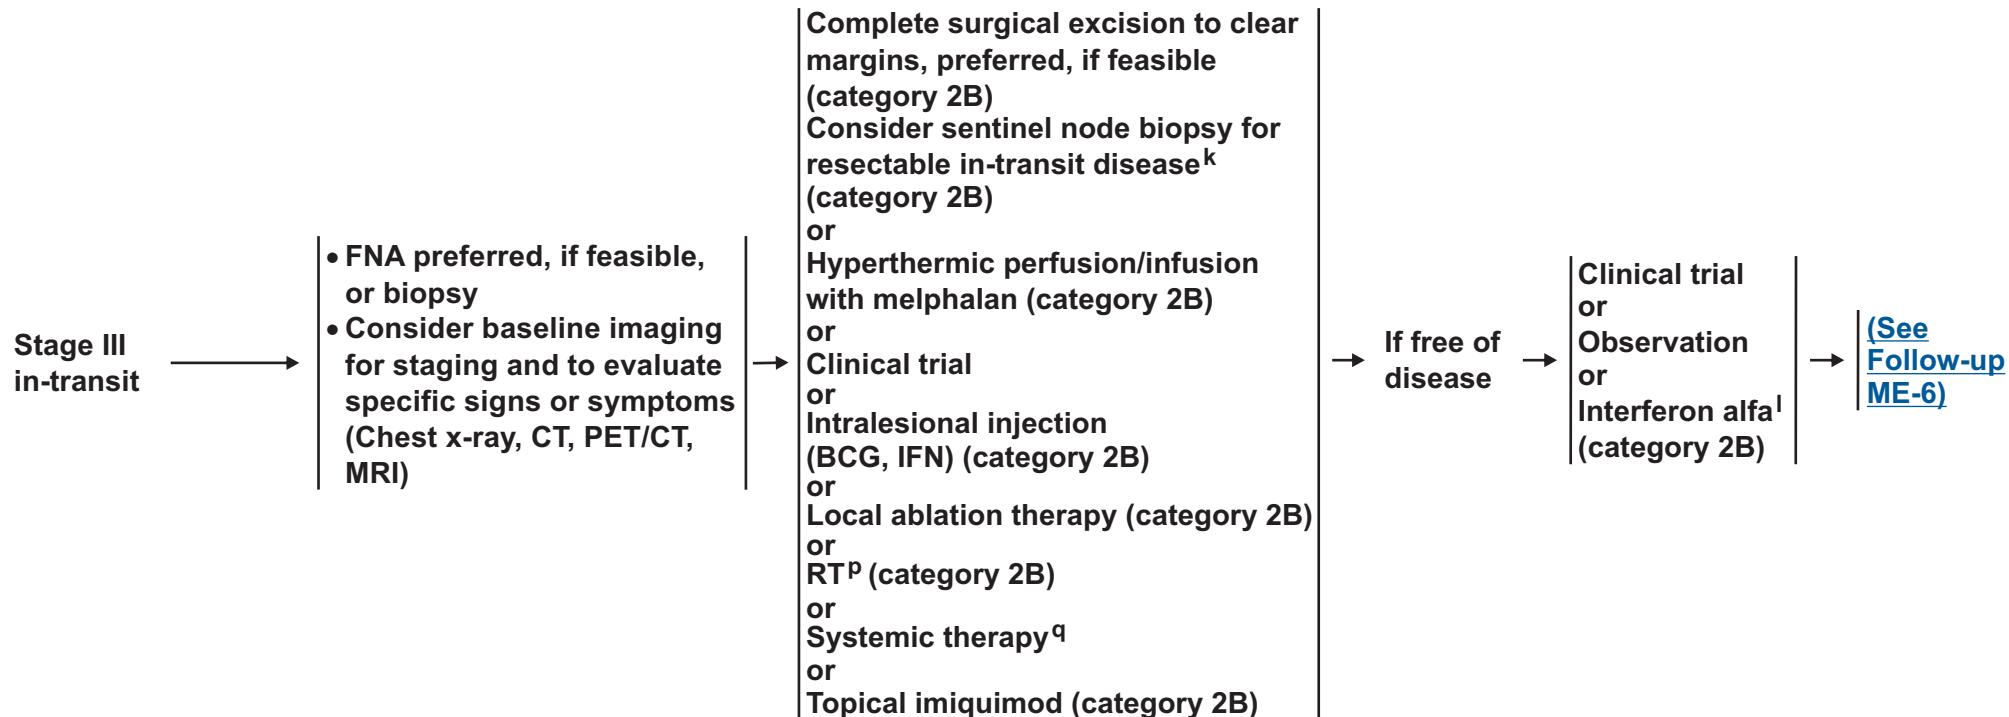 Stage III
in-transit
• FNA preferred, if feasible,
or biopsy
• Consider baseline imaging
for staging and to evaluate
specific signs or symptoms
(Chest x-ray, CT, PET/CT,
MRI)
Complete surgical excision to clear
margins, preferred, if feasible
(category 2B)
Consider sentinel node biopsy for
resectable in-transit disease k
(category 2B)
or
Hyperthermic perfusion/infusion
with melphalan (category 2B)
or
Clinical trial
or
Intralesional injection
(BCG, IFN) (category 2B)
or
Local ablation therapy (category 2B)
or
RT p (category 2B)
or
Systemic therapy q
or
Topical imiquimod (category 2B)
If free of
disease
Clinical trial
or
Observation
or
Interferon alfa l
(category 2B)
(See
Follow-up
ME-6)